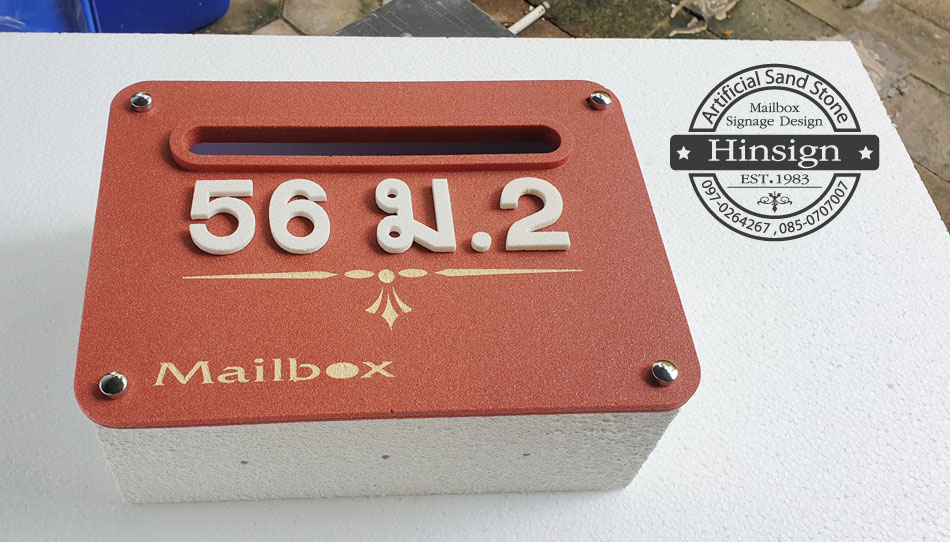 56 ม.2
Mailbox
Artificial Sand Stone
Mailbox
Signage Design
Hinsign
EST.1983
097-0264267 , 085-0707007